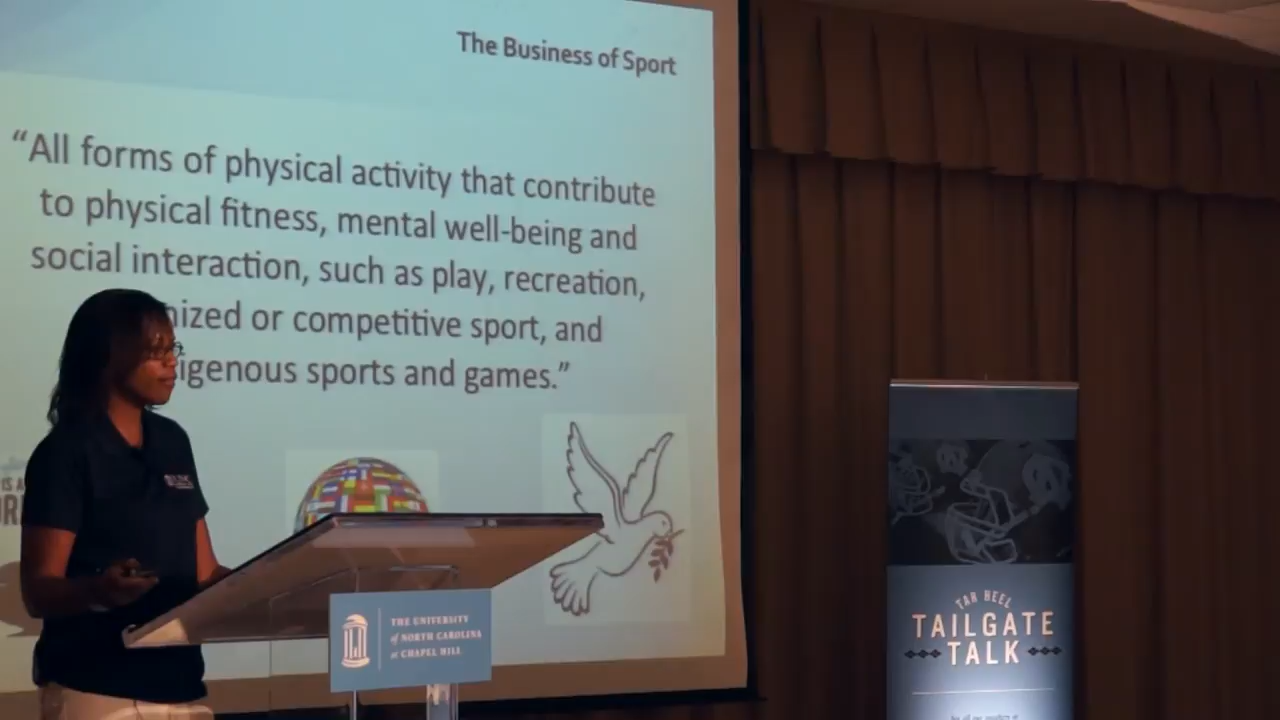 The Business of Sport
“All forms of physical activity that contribute
to physical fitness, mental well-being and
social interaction, such as play, recreation,
nized or competitive sport, and
igenous sports and games.”
IS A
THE UNIVERSITY
of NORTH CAROLINA
at CHAPEL HILL
TAR HEEL
TAILGATE
TALK